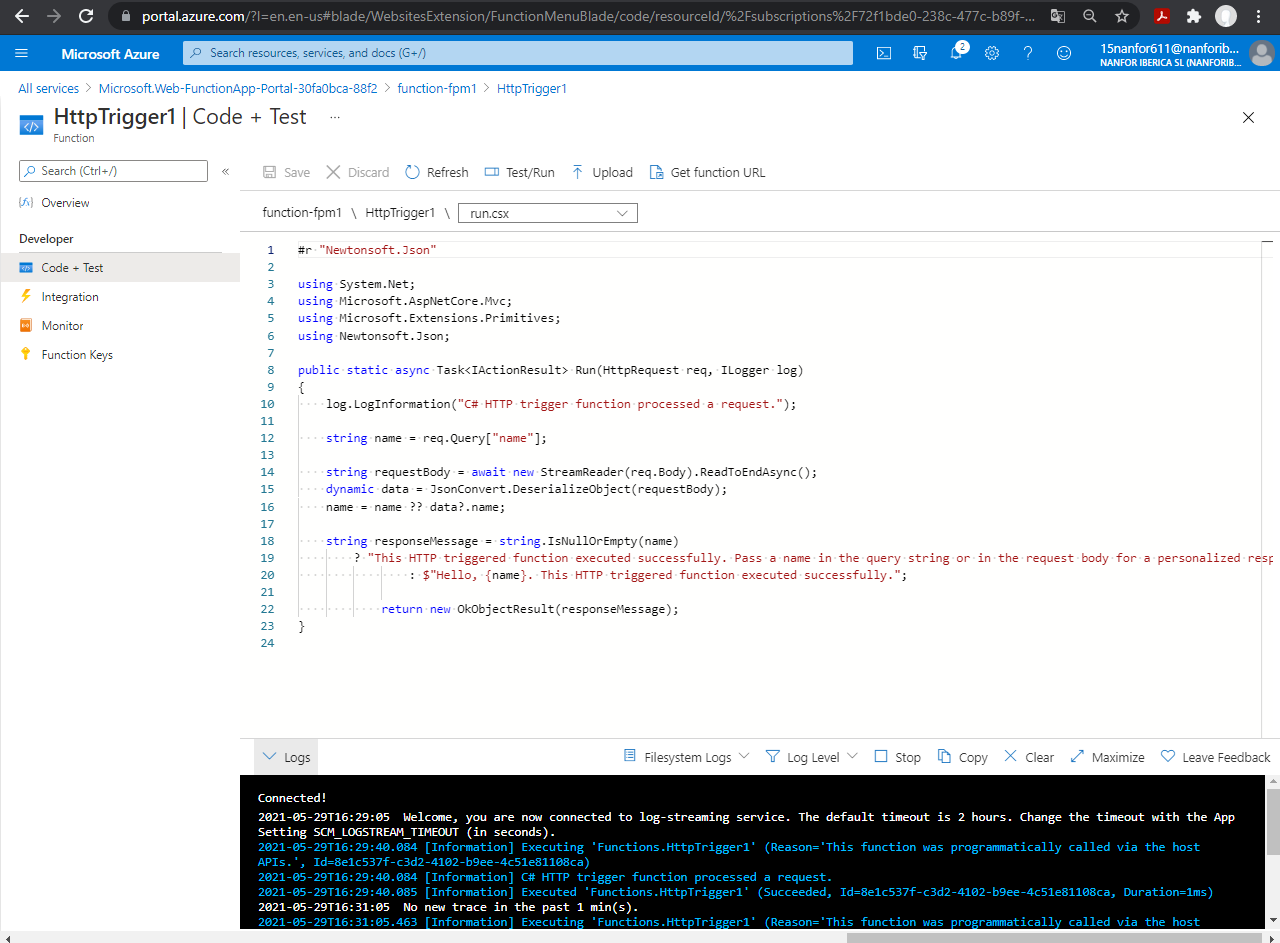 portal.azure.com/?l=en.en-us#blade/WebsitesExtension/FunctionMenuBlade/code/resourceId/%2Fsubscriptions%2F72f1bde0-238c-477c-b89f-...
Microsoft Azure
Search resources, services, and docs (G+/)
2
15nanfor611@nanforib...
NANFOR IBERICA SL (NANFORIB...
All services > Microsoft.Web-FunctionApp-Portal-30fa0bca-88f2 > function-fpm1 > HttpTrigger1
HttpTrigger1 | Code + Test ...
Function
Search (Ctrl+/) «
Save Discard Refresh Test/Run Upload Get function URL
Overview
Developer
Code + Test
Integration
Monitor
Function Keys
function-fpm1 \ HttpTrigger1 \ run.csx
1 #r "Newtonsoft.Json"
2
3 using System.Net;
4 using Microsoft.AspNetCore.Mvc;
5 using Microsoft.Extensions.Primitives;
6 using Newtonsoft.Json;
7
8 public static async Task<IActionResult> Run(HttpRequest req, ILogger log)
9 {
10 log.LogInformation("C# HTTP trigger function processed a request.");
11
12 string name = req.Query["name"];
13
14 string requestBody = await new StreamReader(req.Body).ReadToEndAsync();
15 dynamic data = JsonConvert.DeserializeObject(requestBody);
16 name = name ?? data?.name;
17
18 string responseMessage = string.IsNullOrEmpty(name)
19 ? "This HTTP triggered function executed successfully. Pass a name in the query string or in the request body for a personalized resp
20 : $"Hello, {name}. This HTTP triggered function executed successfully.";
21
22 return new OkObjectResult(responseMessage);
23 }
24
Logs Filesystem Logs Log Level Stop Copy Clear Maximize Leave Feedback
Connected!
2021-05-29T16:29:05 Welcome, you are now connected to log-streaming service. The default timeout is 2 hours. Change the timeout with the App
Setting SCM_LOGSTREAM_TIMEOUT (in seconds).
2021-05-29T16:29:40.084 [Information] Executing 'Functions.HttpTrigger1' (Reason='This function was programmatically called via the host
APIs.', Id=8e1c537f-c3d2-4102-b9ee-4c51e81108ca)
2021-05-29T16:29:40.084 [Information] C# HTTP trigger function processed a request.
2021-05-29T16:29:40.085 [Information] Executed 'Functions.HttpTrigger1' (Succeeded, Id=8e1c537f-c3d2-4102-b9ee-4c51e81108ca, Duration=1ms)
2021-05-29T16:31:05 No new trace in the past 1 min(s).
2021-05-29T16:31:05.463 [Information] Executing 'Functions.HttpTrigger1' (Reason='This function was programmatically called via the host